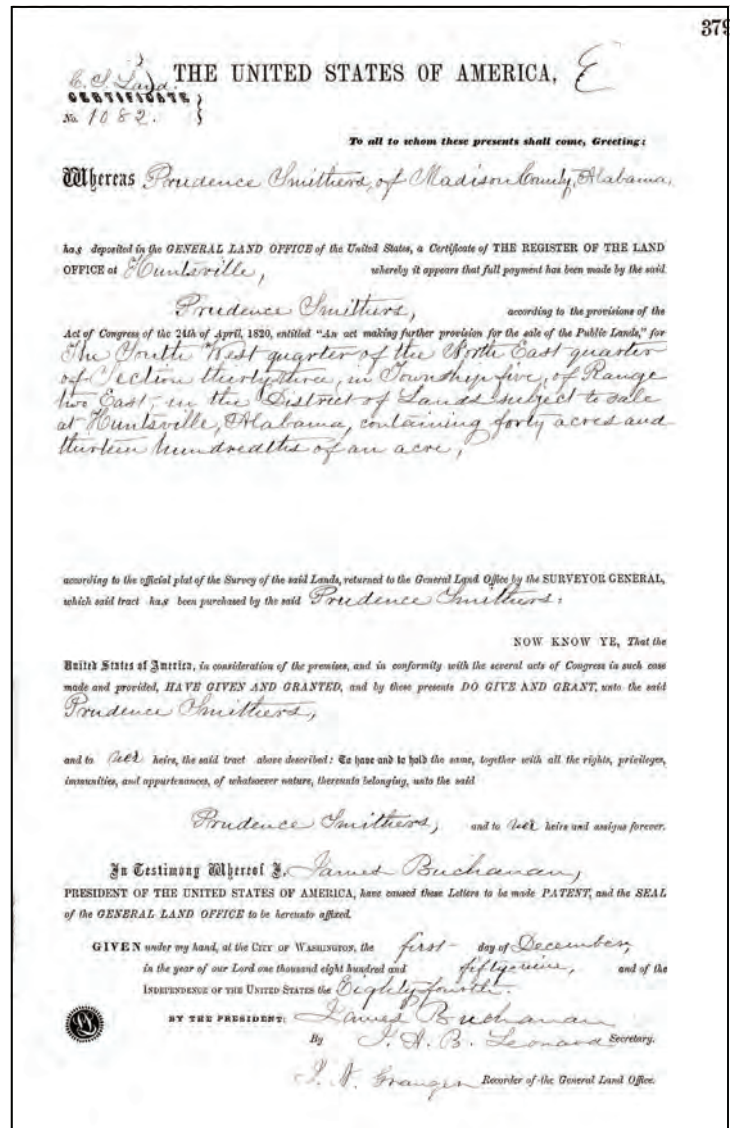 379
C. S. Land. THE UNITED STATES OF AMERICA, E
CERTIFICATE
No. 1082.
To all to whom these presents shall come, Greeting:
Whereas Prudence Smithers, of Madison County, Alabama,
has deposited in the GENERAL LAND OFFICE of the United States, a Certificate of THE REGISTER OF THE LAND
OFFICE at Huntsville, whereby it appears that full payment has been made by the said
Prudence Smithers, according to the provisions of the
Act of Congress of the 24th of April, 1820, entitled "An act making further provision for the sale of the Public Lands," for
The South West quarter of the North East quarter
of Section thirty three, in Township five, of Range
two East, in the District of Lands subject to sale
at Huntsville, Alabama, containing forty acres and
thirteen hundredths of an acre,
according to the official plat of the Survey of the said Lands, returned to the General Land Office by the SURVEYOR GENERAL,
which said tract has been purchased by the said Prudence Smithers:
NOW KNOW YE, That the
United States of America, in consideration of the premises, and in conformity with the several acts of Congress in such case
made and provided, HAVE GIVEN AND GRANTED, and by these presents DO GIVE AND GRANT, unto the said
Prudence Smithers,
and to her heirs, the said tract above described: To have and to hold the same, together with all the rights, privileges,
immunities, and appurtenances, of whatsoever nature, thereunto belonging, unto the said
Prudence Smithers, and to her heirs and assigns forever.
In Testimony Whereof I, James Buchanan,
PRESIDENT OF THE UNITED STATES OF AMERICA, have caused these Letters to be made PATENT, and the SEAL
of the GENERAL LAND OFFICE to be hereunto affixed.
GIVEN under my hand, at the CITY OF WASHINGTON, the first day of December,
in the year of our Lord one thousand eight hundred and fifty nine, and of the
INDEPENDENCE OF THE UNITED STATES the Eighty fourth.
BY THE PRESIDENT: James Buchanan
By J. A. B. Leonard Secretary.
J. N. Granger Recorder of the General Land Office.